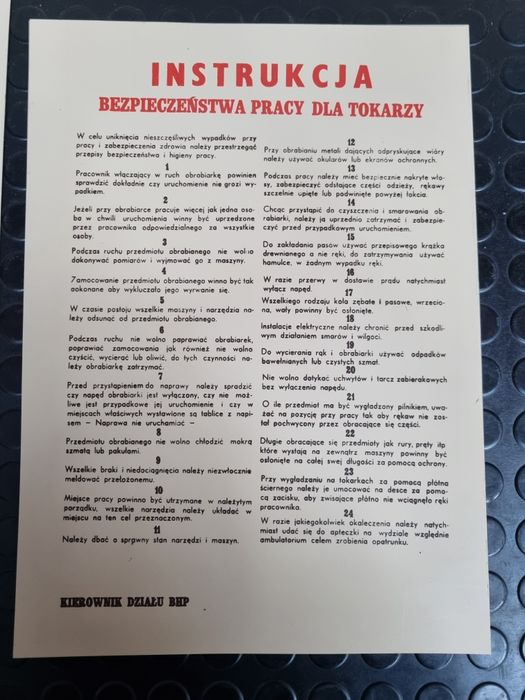 INSTRUKCJA
BEZPIECZEŃSTWA PRACY DLA TOKARZY
W celu uniknięcia nieszczęśliwych wypadków przy
pracy i zabezpieczenia zdrowia należy przestrzegać
przepisy bezpieczeństwa i higieny pracy.
1
Pracownik włączający w ruch obrabiarkę powinien
sprawdzić dokładnie czy uruchomienie nie grozi wy-
padkiem.
2
Jeżeli przy obrabiarce pracuje więcej jak jedna oso-
ba w chwili uruchomienia winny być uprzedzone
przez pracownika odpowiedzialnego za wszystkie
osoby.
3
Podczas ruchu przedmiotu obrabianego nie wolno
dokonywać pomiarów i wyjmować go z maszyny.
4
Zamocowanie przedmiotu obrabianego winno być tak
dokonane aby wykluczało jego wyrwanie się.
5
W czasie postoju wszelkie maszyny i narzędzia na-
leży odsunąć od przedmiotu obrabianego.
6
Podczas ruchu nie wolno poprawiać obrabiarek,
poprawiać zamocowania jak również nie wolno
czyścić, wycierać lub oliwić, do tych czynności na-
leży obrabiarkę zatrzymać.
7
Przed przystąpieniem do naprawy należy sprawdzić
czy napęd obrabiarki jest wyłączony, czy nie moż-
liwe jest przypadkowe jej uruchomienie i czy w
miejscach właściwych wystawione są tablice z napi-
sem – Naprawa nie uruchamiać –
8
Przedmiotu obrabianego nie wolno chłodzić mokrą
szmatą lub pakułami.
9
Wszelkie braki i niedociągnięcia należy niezwłocznie
meldować przełożonemu.
10
Miejsce pracy powinno być utrzymane w należytym
porządku, wszelkie narzędzia należy układać w
miejscu na ten cel przeznaczonym.
11
Należy dbać o sprawny stan narzędzi i maszyn.
12
Przy obrabianiu metali dających odpryskujące wióry
należy używać okularów lub ekranów ochronnych.
13
Podczas pracy należy mieć bezpiecznie nakryte wło-
sy, zabezpieczyć odstające części odzieży, rękawy
szczelnie upięte lub podwinięte powyżej łokcia.
14
Chcąc przystąpić do czyszczenia i smarowania ob-
rabiarki, należy ją uprzednio zatrzymać i zabezpie-
czyć przed przypadkowym uruchomieniem.
15
Do zakładania pasów używać przepisowego krążka
drewnianego a nie ręki, do zatrzymywania używać
hamulce, w żadnym wypadku ręki.
16
W razie przerwy w dostawie prądu natychmiast
wyłącz napęd.
17
Wszelkiego rodzaju koła zębate i pasowe, wrzecio-
na, wały powinny być osłonięte.
18
Instalacje elektryczne należy chronić przed szkodli-
wym działaniem smarów i wilgoci.
19
Do wycierania rąk i obrabiarki używać odpadków
bawełnianych lub czystych szmat.
20
Nie wolno dotykać uchwytów i tarcz zabierakowych
bez wyłączenia napędu.
21
O ile przedmiot ma być wygładzony pilnikiem, uwa-
żać na pozycję przy pracy tak aby rękaw nie zos-
tał pochwycony przez obracające się części.
22
Długie obracające się przedmioty jak rury, pręty itp
które wystają na zewnątrz maszyny powinny być
osłonięte na całej swej długości za pomocą ochrony.
23
Przy wygładzaniu na tokarkach za pomocą płótna
ściernego należy je umocować na desce za pomo-
cą zacisku, aby zwisające płótno nie wciągnęło ręki
pracownika.
24
W razie jakiegokolwiek okaleczenia należy natych-
miast udać się do apteczki na wydziale względnie
ambulatorium celem zrobienia opatrunku.
KIEROWNIK DZIAŁU BHP